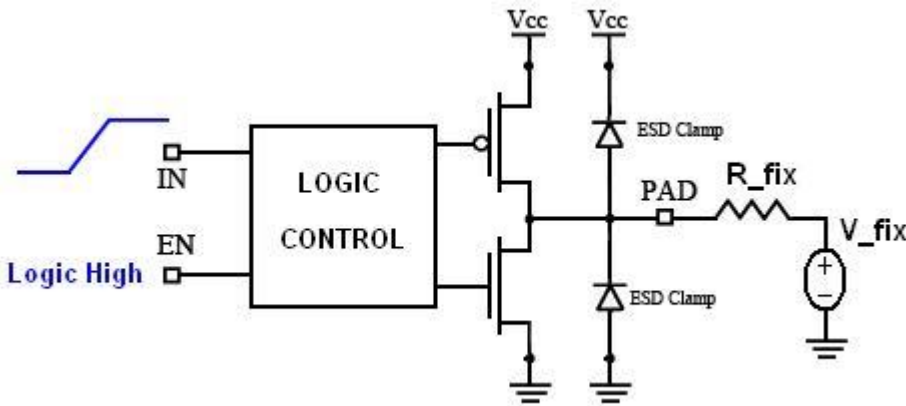 Vcc
Vcc
ESD Clamp
R_fix
PAD
IN
LOGIC
CONTROL
V_fix
EN
Logic High
ESD Clamp
+
−